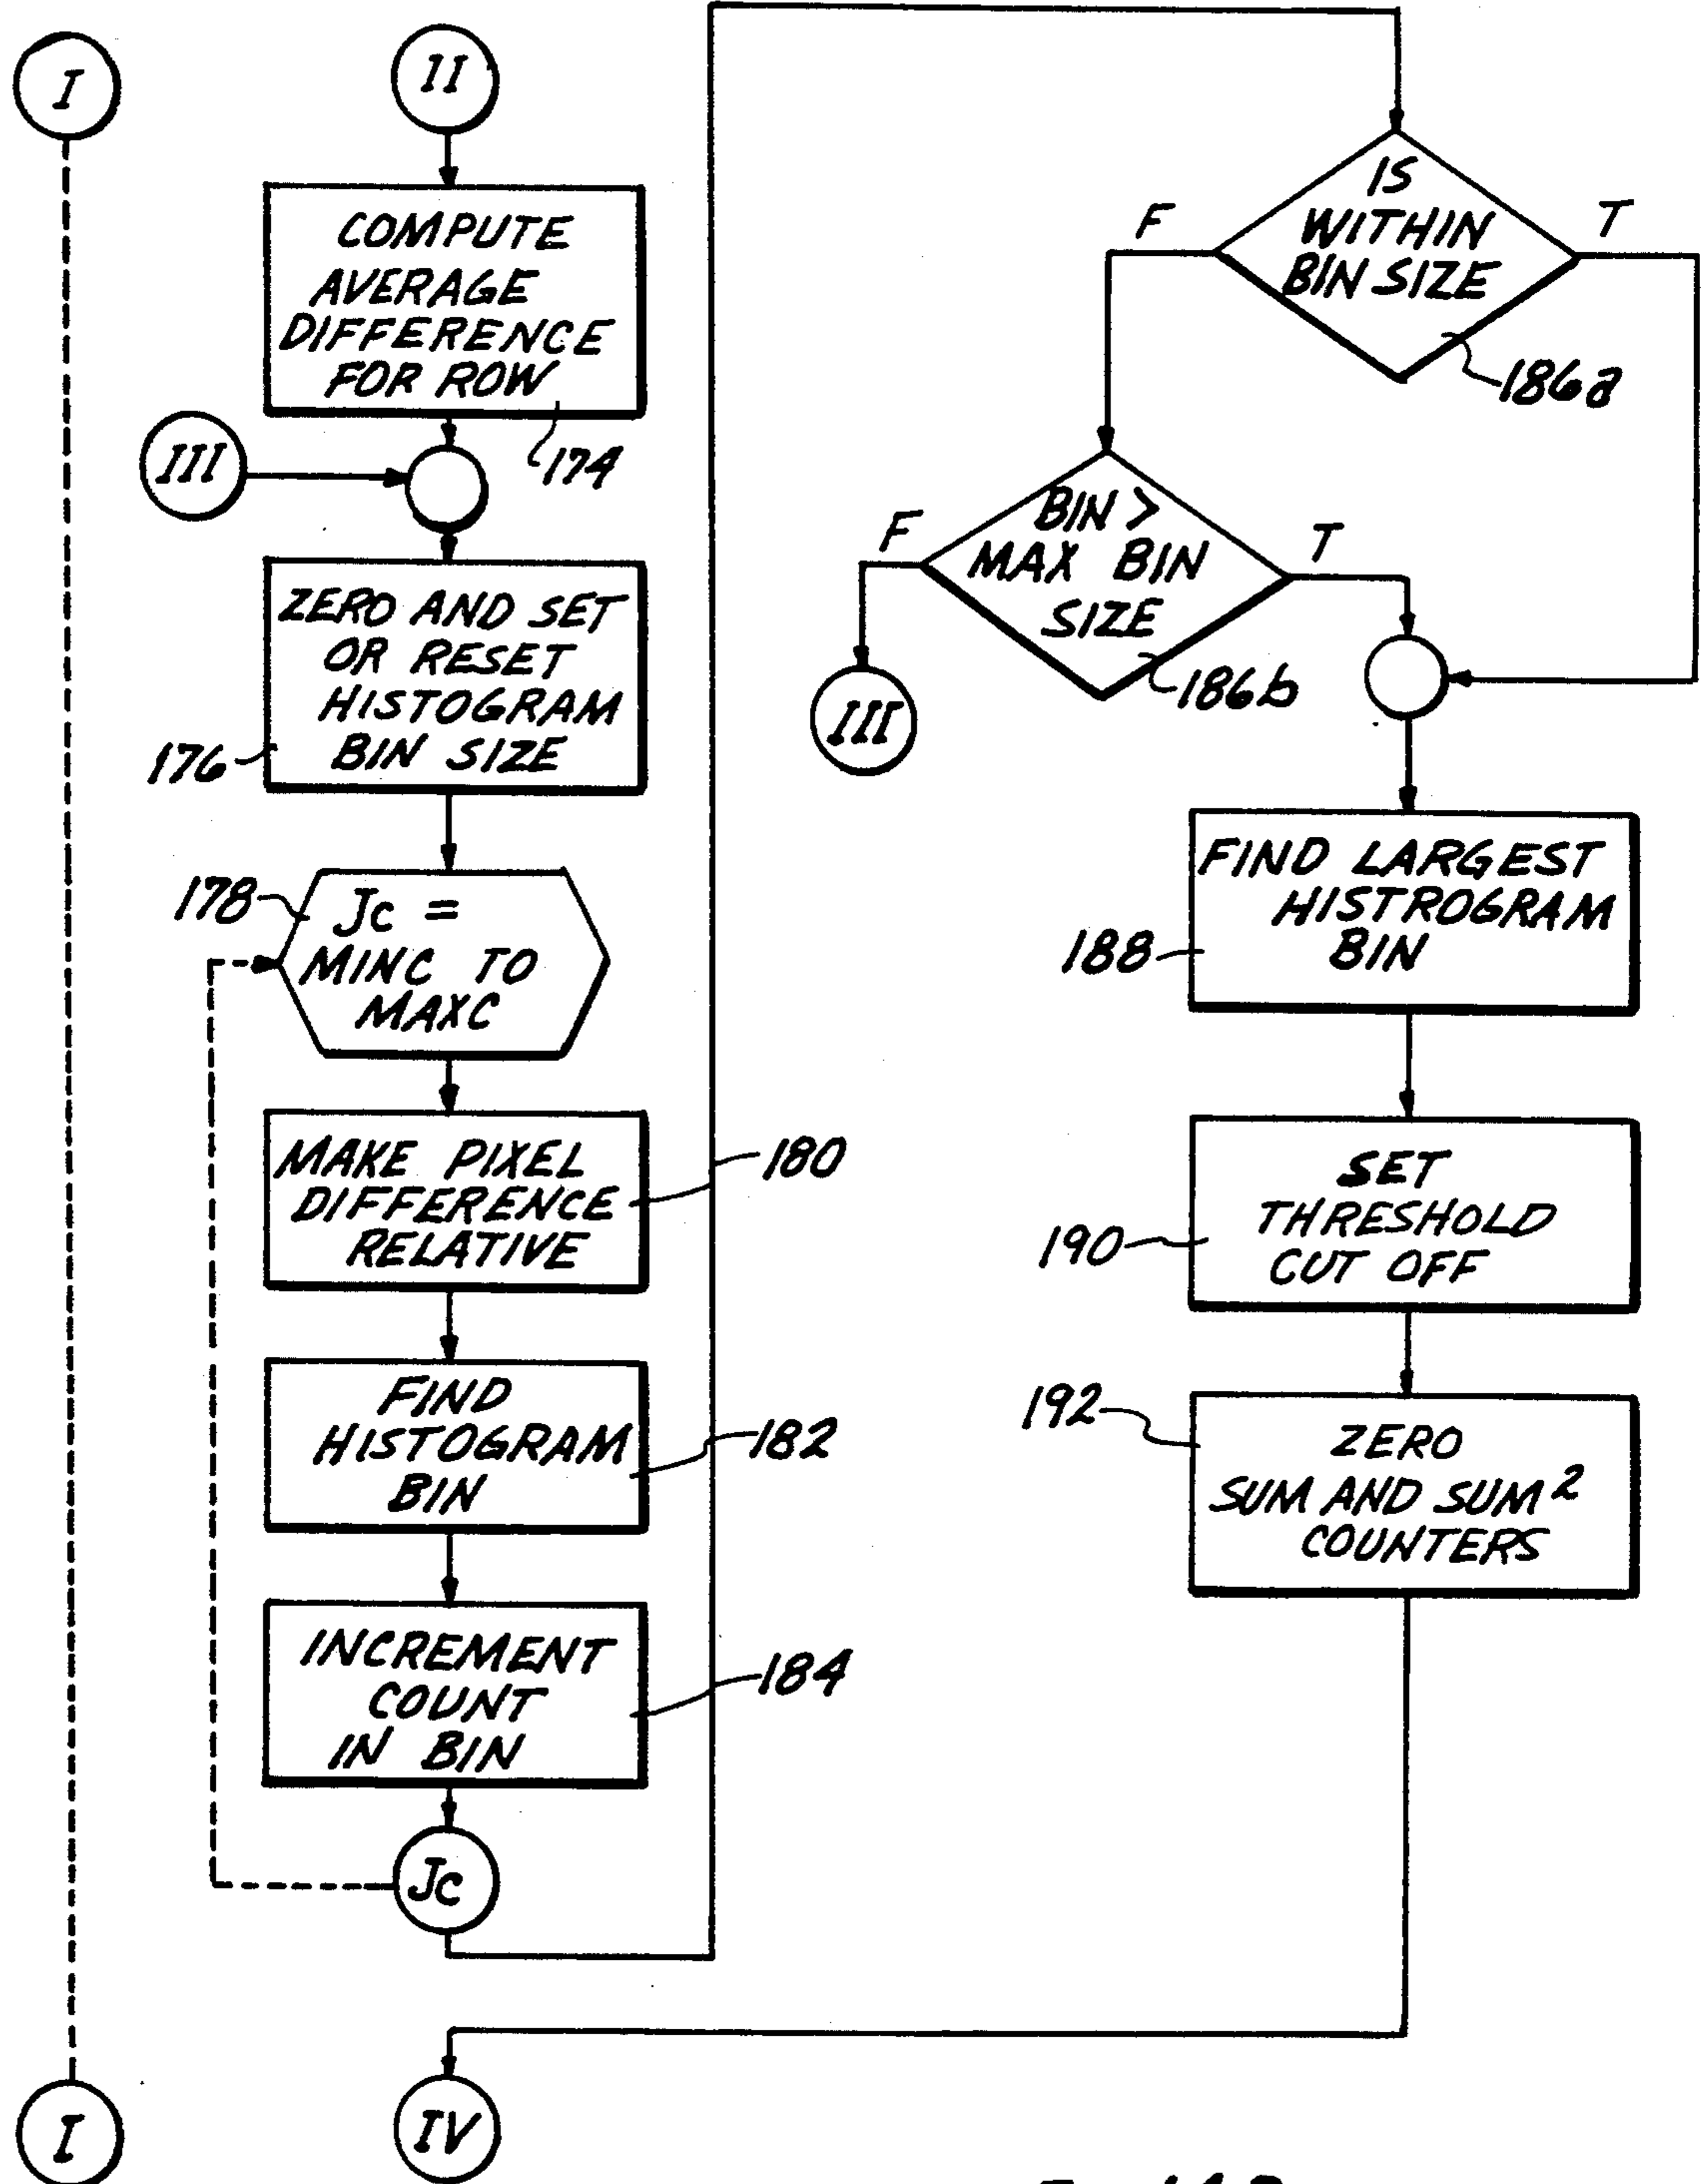 I
II
COMPUTE
AVERAGE
DIFFERENCE
FOR ROW
174
III
ZERO AND SET
OR RESET
HISTOGRAM
BIN SIZE
176
178
Jc =
MINC TO
MAXC
MAKE PIXEL
DIFFERENCE
RELATIVE
180
FIND
HISTOGRAM
BIN
182
INCREMENT
COUNT
IN BIN
184
Jc
IS
WITHIN
BIN SIZE
F
T
186a
BIN >
MAX BIN
SIZE
F
T
186b
III
FIND LARGEST
HISTROGRAM
BIN
188
SET
THRESHOLD
CUT OFF
190
192
ZERO
SUM AND SUM²
COUNTERS
I
IV